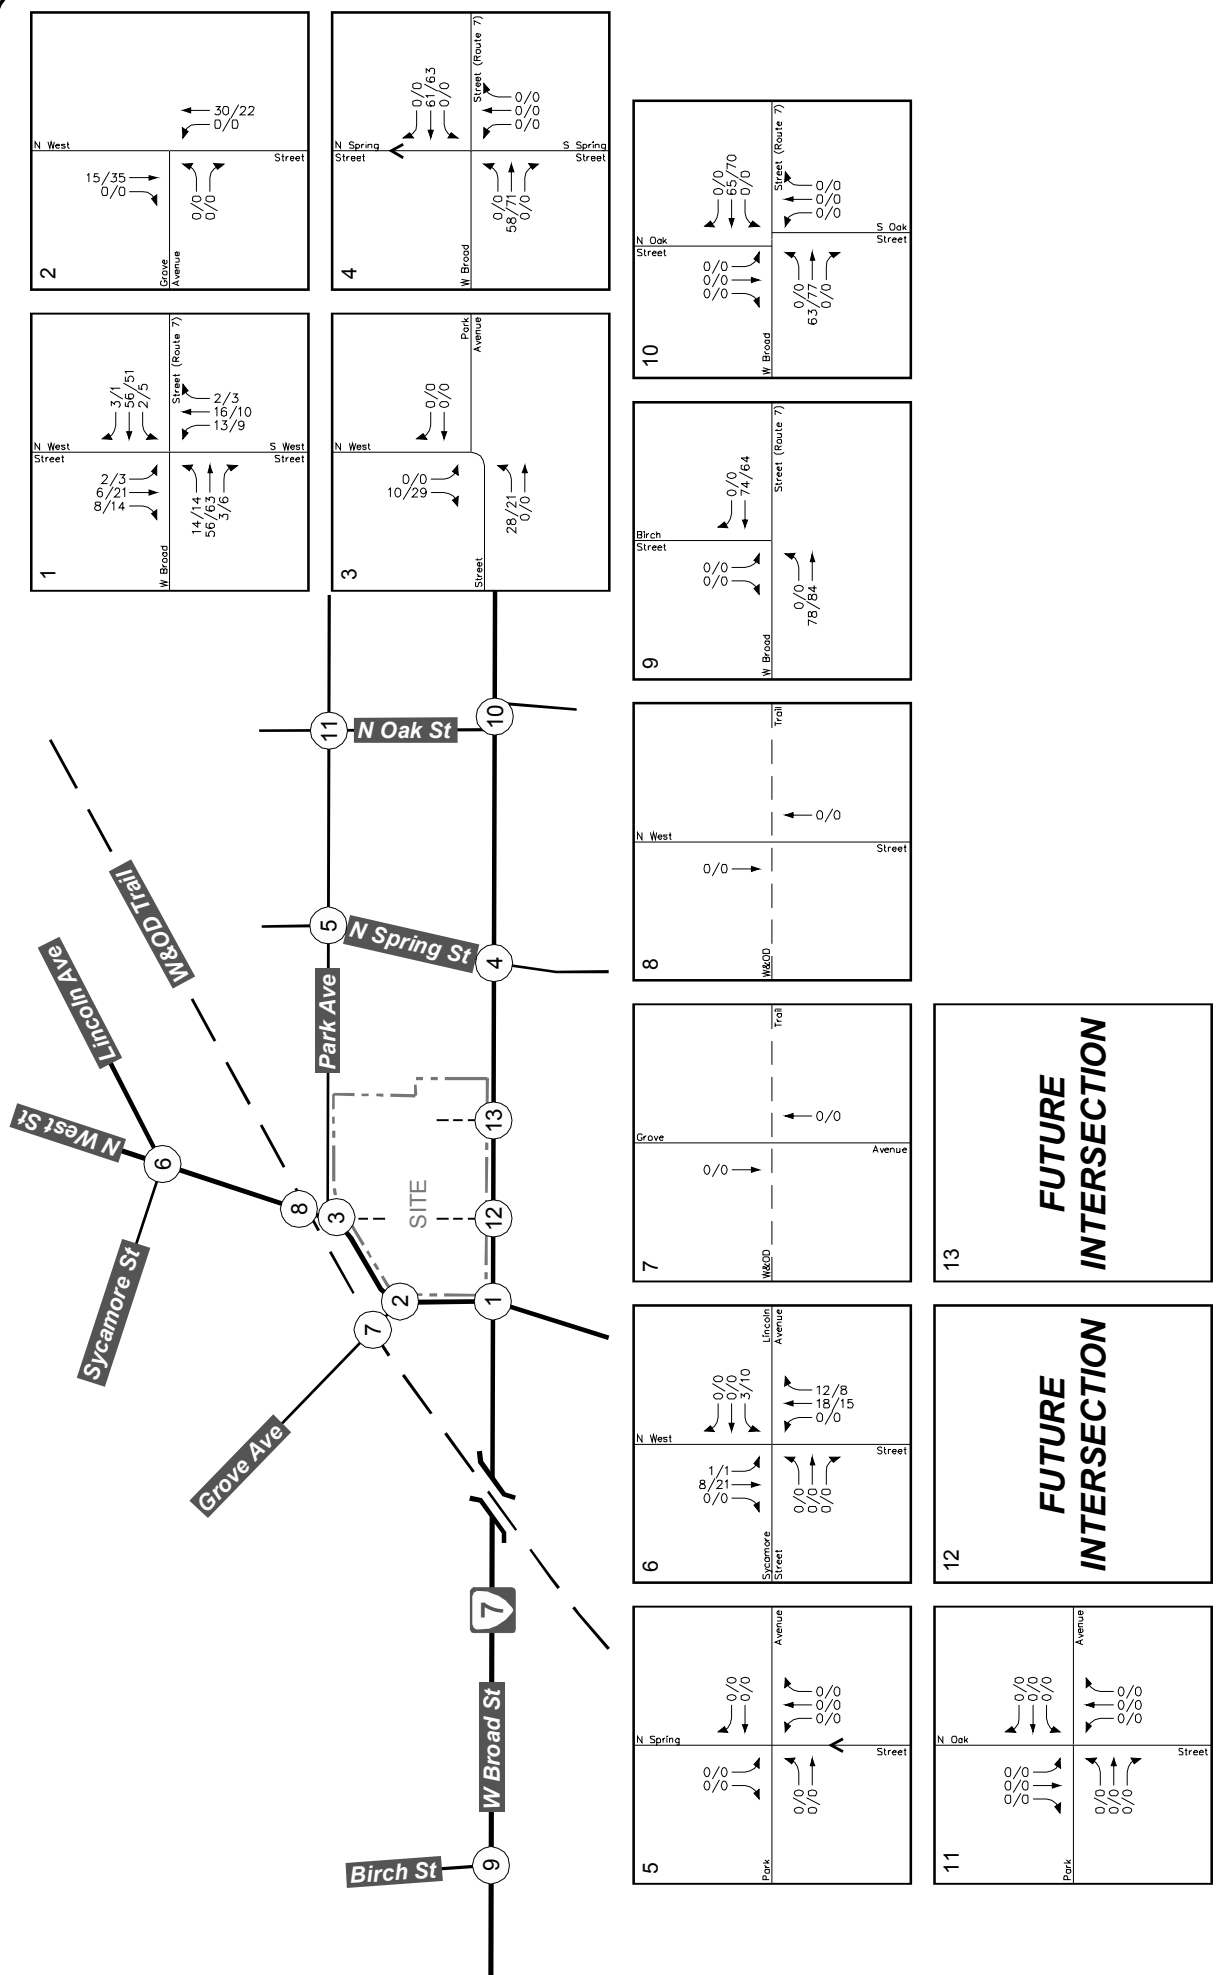 2
N West
Street
Grove
Avenue
15/35
0/0
30/22
0/0
0/0
0/0
4
N Spring
Street
S Spring
Street
W Broad
Street (Route 7)
0/0
61/63
0/0
0/0
0/0
0/0
0/0
58/71
0/0
1
N West
Street
S West
Street
W Broad
Street (Route 7)
3/1
56/51
2/5
2/3
16/10
13/9
2/3
6/21
8/14
14/14
56/63
3/6
3
N West
Street
Park
Avenue
0/0
0/0
0/0
10/29
28/21
0/0
10
N Oak
Street
S Oak
Street
W Broad
Street (Route 7)
0/0
65/70
0/0
0/0
0/0
0/0
0/0
0/0
0/0
0/0
63/77
0/0
9
Birch
Street
W Broad
Street (Route 7)
0/0
74/64
0/0
0/0
0/0
78/84
8
N West
Street
W&OD
Trail
0/0
0/0
7
Grove
Avenue
W&OD
Trail
0/0
0/0
6
N West
Street
Sycamore
Street
Lincoln
Avenue
0/0
0/0
3/10
12/8
18/15
0/0
1/1
8/21
0/0
0/0
0/0
0/0
5
N Spring
Street
Park
Avenue
0/0
0/0
0/0
0/0
0/0
0/0
0/0
0/0
0/0
13
FUTURE
INTERSECTION
12
FUTURE
INTERSECTION
11
N Oak
Street
Park
Avenue
0/0
0/0
0/0
0/0
0/0
0/0
0/0
0/0
0/0
0/0
0/0
0/0
W&OD Trail
Lincoln Ave
N West St
Sycamore St
Grove Ave
Park Ave
N Spring St
N Oak St
Birch St
W Broad St
7
SITE
1
2
3
4
5
6
7
8
9
10
11
12
13